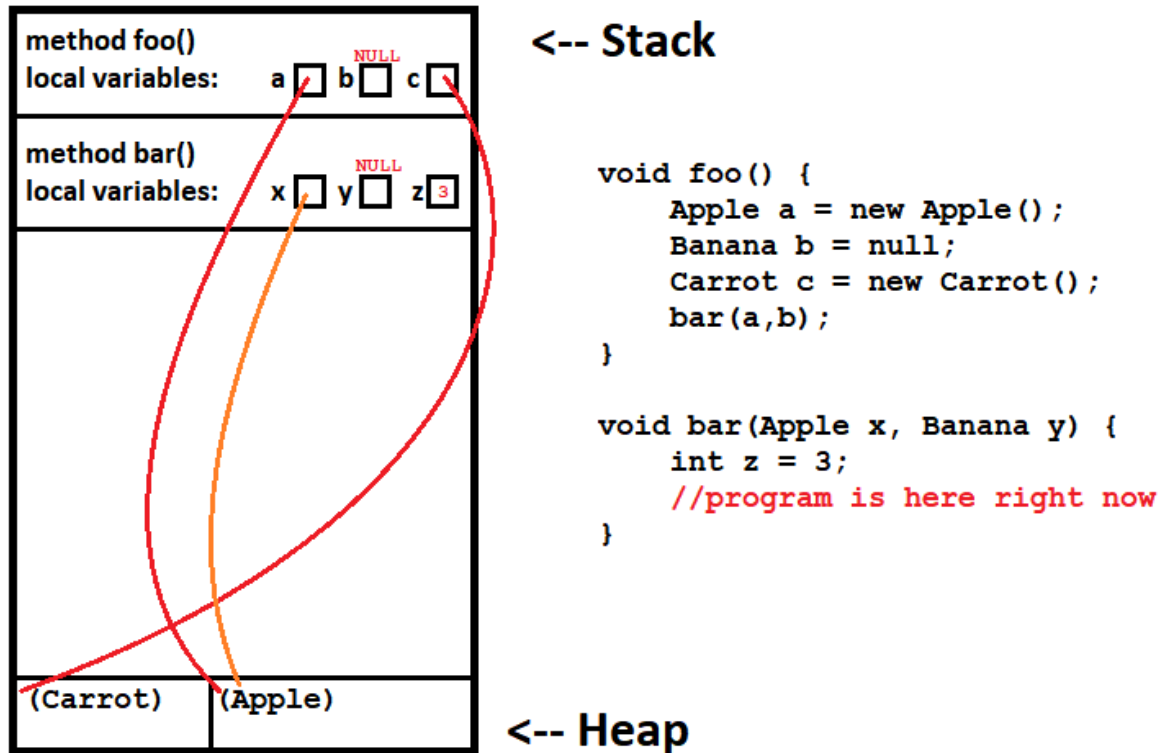 method foo()
<-- Stack
NULL
local variables: a b c
method bar()
NULL
local variables: x y z 3
void foo() {
    Apple a = new Apple();
    Banana b = null;
    Carrot c = new Carrot();
    bar(a,b);
}
void bar(Apple x, Banana y) {
    int z = 3;
    //program is here right now
}
(Carrot) (Apple)
<-- Heap